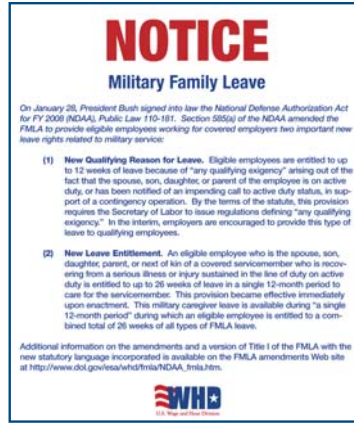 NOTICE
Military Family Leave
On January 28, President Bush signed into law the National Defense Authorization Act
for FY 2008 (NDAA), Public Law 110-181. Section 585(a) of the NDAA amended the
FMLA to provide eligible employees working for covered employers two important new
leave rights related to military service:
(1) New Qualifying Reason for Leave. Eligible employees are entitled to up
to 12 weeks of leave because of “any qualifying exigency” arising out of the
fact that the spouse, son, daughter, or parent of the employee is on active
duty, or has been notified of an impending call to active duty status, in sup-
port of a contingency operation. By the terms of the statute, this provision
requires the Secretary of Labor to issue regulations defining “any qualifying
exigency.” In the interim, employers are encouraged to provide this type of
leave to qualifying employees.
(2) New Leave Entitlement. An eligible employee who is the spouse, son,
daughter, parent, or next of kin of a covered servicemember who is recov-
ering from a serious illness or injury sustained in the line of duty on active
duty is entitled to up to 26 weeks of leave in a single 12-month period to
care for the servicemember. This provision became effective immediately
upon enactment. This military caregiver leave is available during “a single
12-month period” during which an eligible employee is entitled to a com-
bined total of 26 weeks of all types of FMLA leave.
Additional information on the amendments and a version of Title I of the FMLA with the
new statutory language incorporated is available on the FMLA amendments Web site
at http://www.dol.gov/esa/whd/fmla/NDAA_fmla.htm.
WHD
U.S. Wage and Hour Division